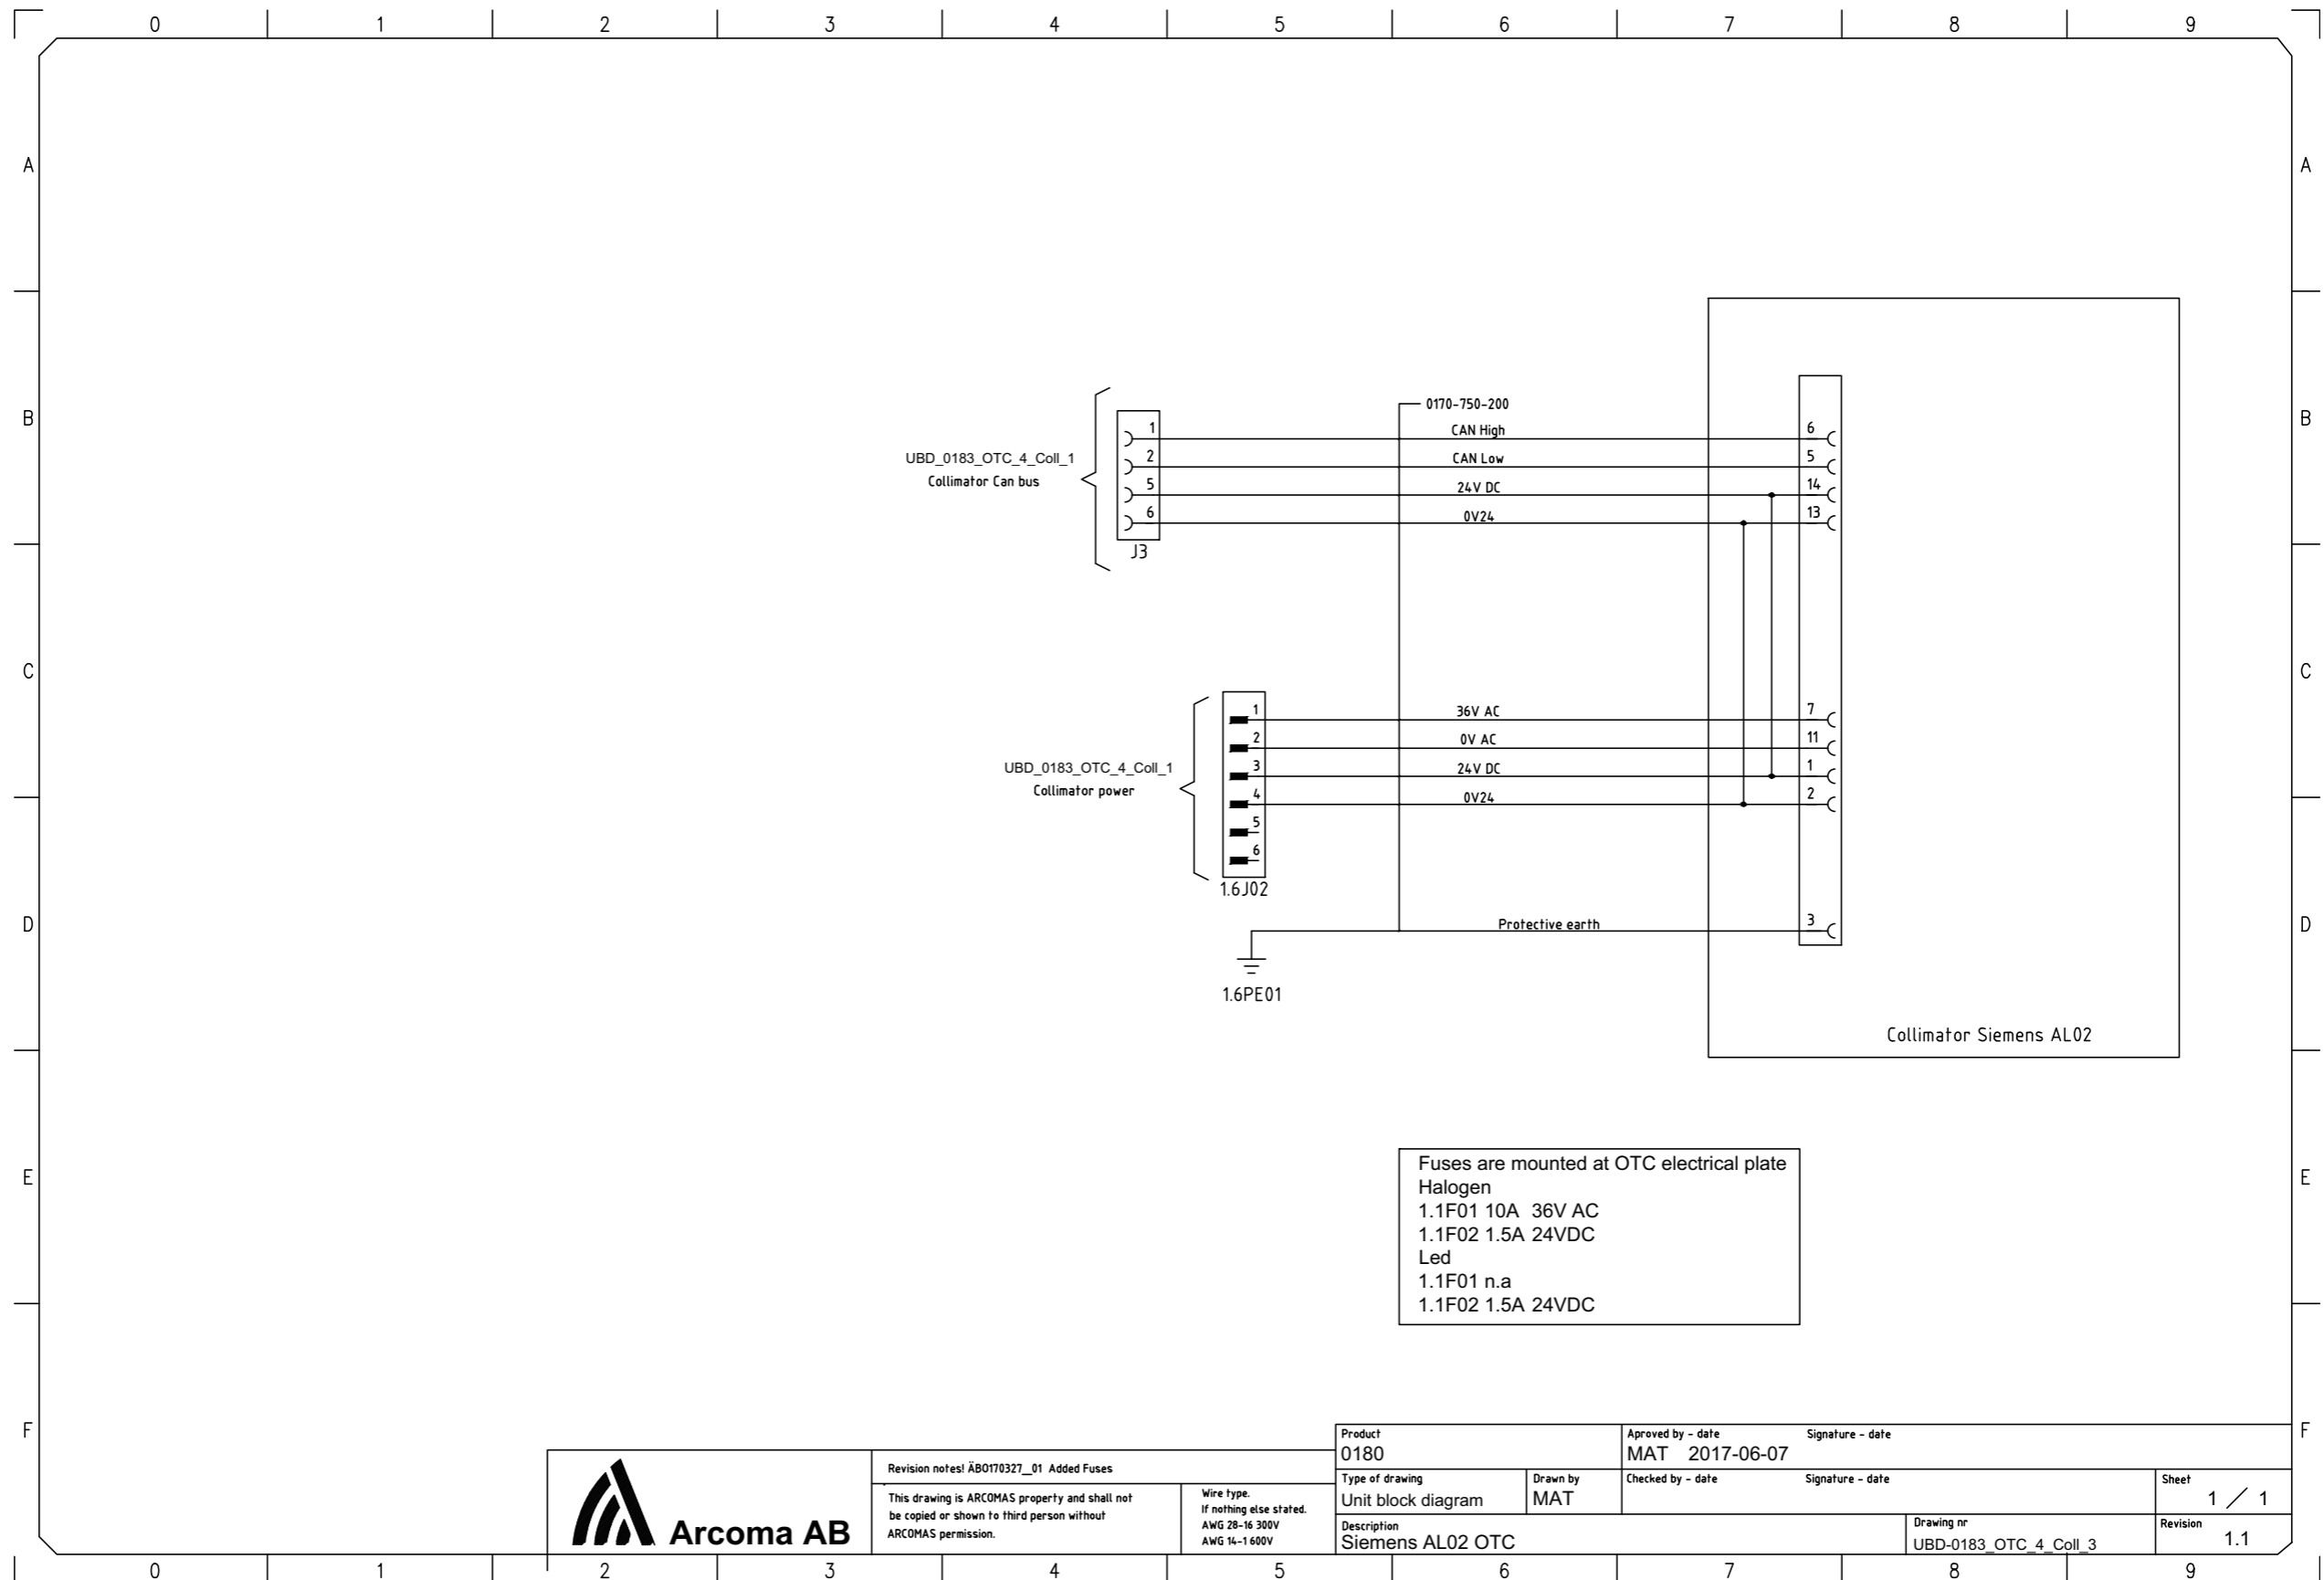 0 1 2 3 4 5 6 7 8 9
A A
B B
0170-750-200
CAN High
CAN Low
24V DC
0V24
UBD_0183_OTC_4_Coll_1
Collimator Can bus
1
2
5
6
J3
6
5
14
13
C C
36V AC
0V AC
24V DC
0V24
UBD_0183_OTC_4_Coll_1
Collimator power
1
2
3
4
5
6
1.6J02
7
11
1
2
D D
Protective earth
3
1.6PE01
Collimator Siemens AL02
E E
Fuses are mounted at OTC electrical plate
Halogen
1.1F01 10A 36V AC
1.1F02 1.5A 24VDC
Led
1.1F01 n.a
1.1F02 1.5A 24VDC
F F
Arcoma AB
Revision notes! ÄBO170327_01 Added Fuses
This drawing is ARCOMAS property and shall not
be copied or shown to third person without
ARCOMAS permission.
Wire type.
If nothing else stated.
AWG 28-16 300V
AWG 14-1 600V
Product
0180
Aproved by - date Signature - date
MAT 2017-06-07
Type of drawing
Unit block diagram
Drawn by
MAT
Checked by - date Signature - date
Sheet
1 / 1
Description
Siemens AL02 OTC
Drawing nr
UBD-0183_OTC_4_Coll_3
Revision
1.1
0 1 2 3 4 5 6 7 8 9